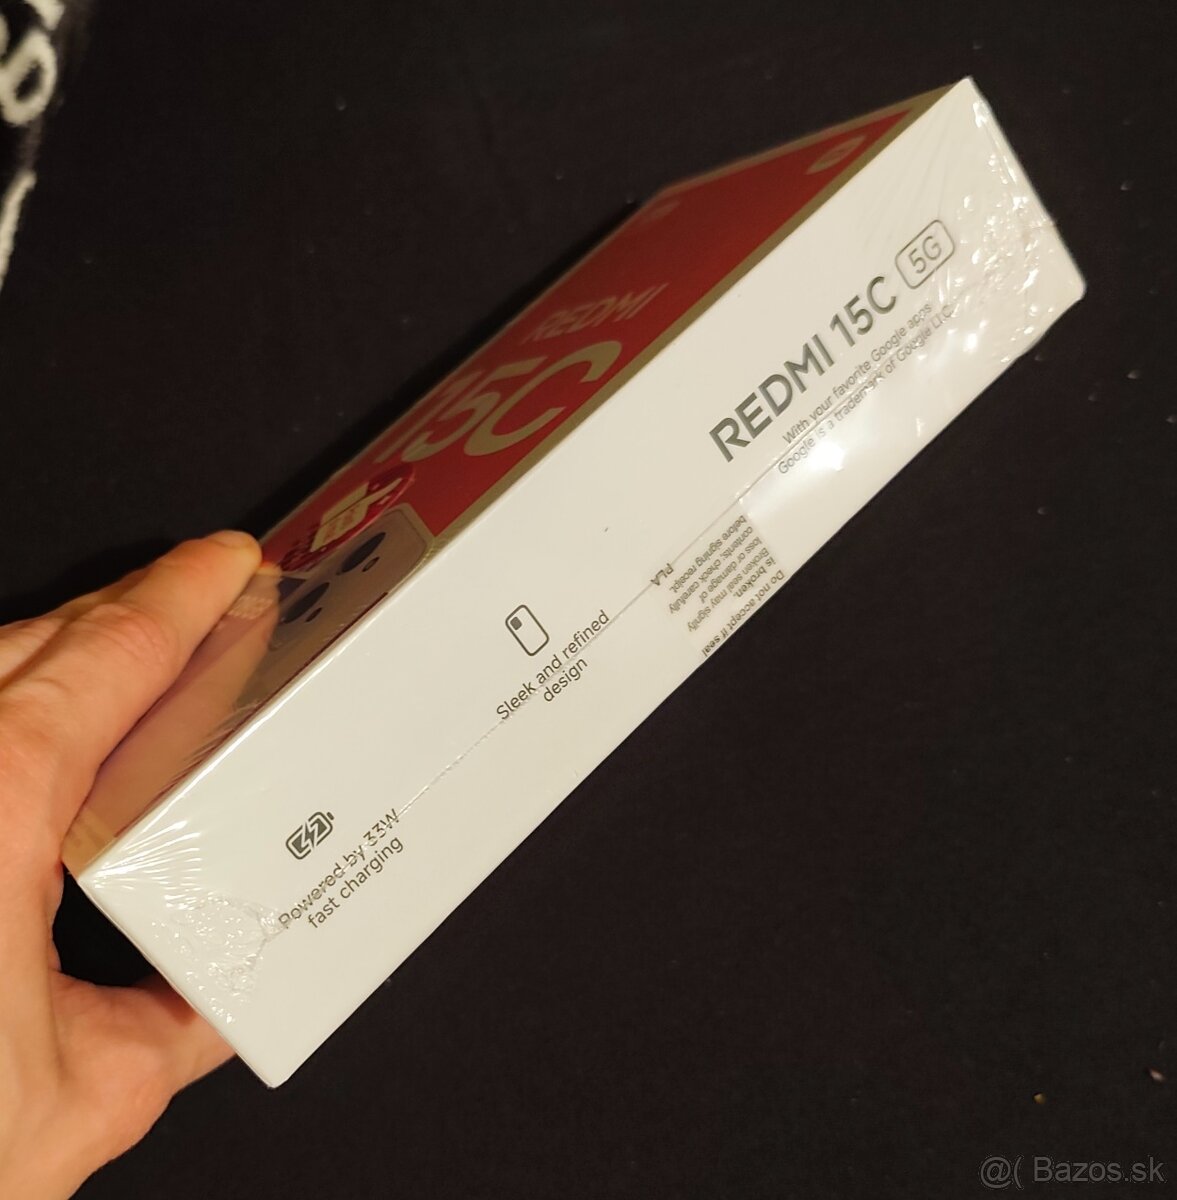 REDMI
15C
REDMI 15C 5G
With your favorite Google apps
Google is a trademark of Google LLC.
Do not accept if seal
is broken.
Broken seal may signify
loss or damage of
contents, check carefully
before signing receipt.
PLA
Sleek and refined
design
Powered by 33W
fast charging
@( Bazos.sk